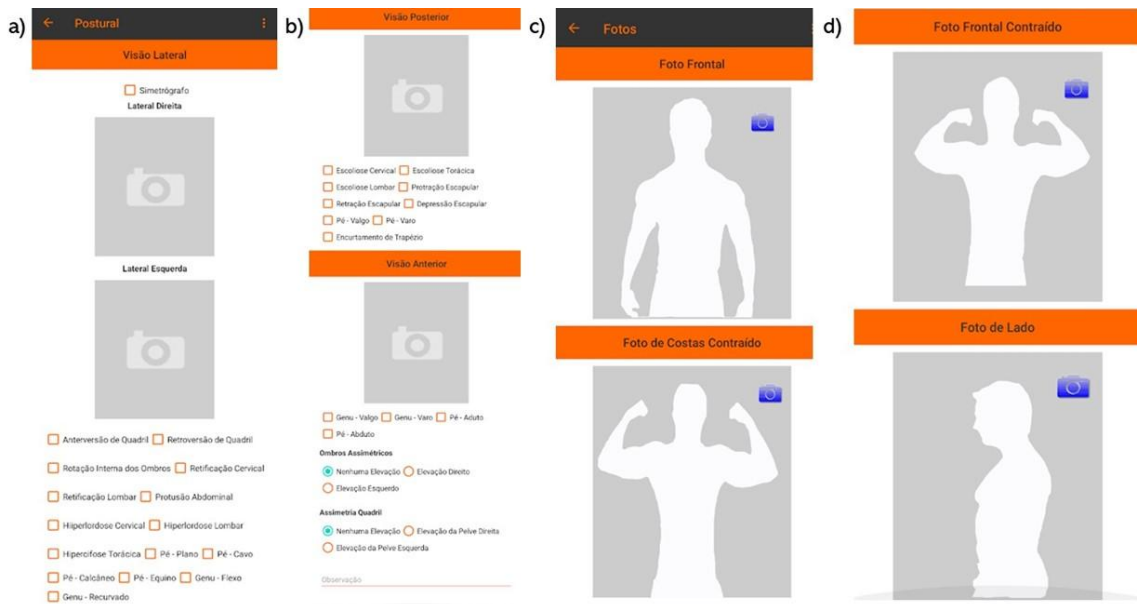 a)
Postural
Visão Lateral
Simetrógrafo
Lateral Direita
Lateral Esquerda
Anterversão de Quadril Retroversão de Quadril
Rotação Interna dos Ombros Retificação Cervical
Retificação Lombar Protusão Abdominal
Hiiperlordose Cervical Hiperlordose Lombar
Hipercifose Torácica Pé - Plano Pé - Cavo
Pé - Calcâneo Pé - Equino Genu - Flexo
Genu - Recurvado
b)
Visão Posterior
Escoliose Cervical Escoliose Torácica
Escoliose Lombar Protração Escapular
Retração Escapular Depressão Escapular
Pé - Valgo Pé - Varo
Encurtamento de Trapézio
Visão Anterior
Genu - Valgo Genu - Varo Pé - Aduto
Pé - Abduto
Ombros Assimétricos
Nenhuma Elevação Elevação Direito
Elevação Esquerdo
Assimetria Quadril
Nenhuma Elevação Elevação da Pelve Direita
Elevação da Pelve Esquerda
Observação
c)
Fotos
Foto Frontal
Foto de Costas Contraído
d)
Foto Frontal Contraído
Foto de Lado